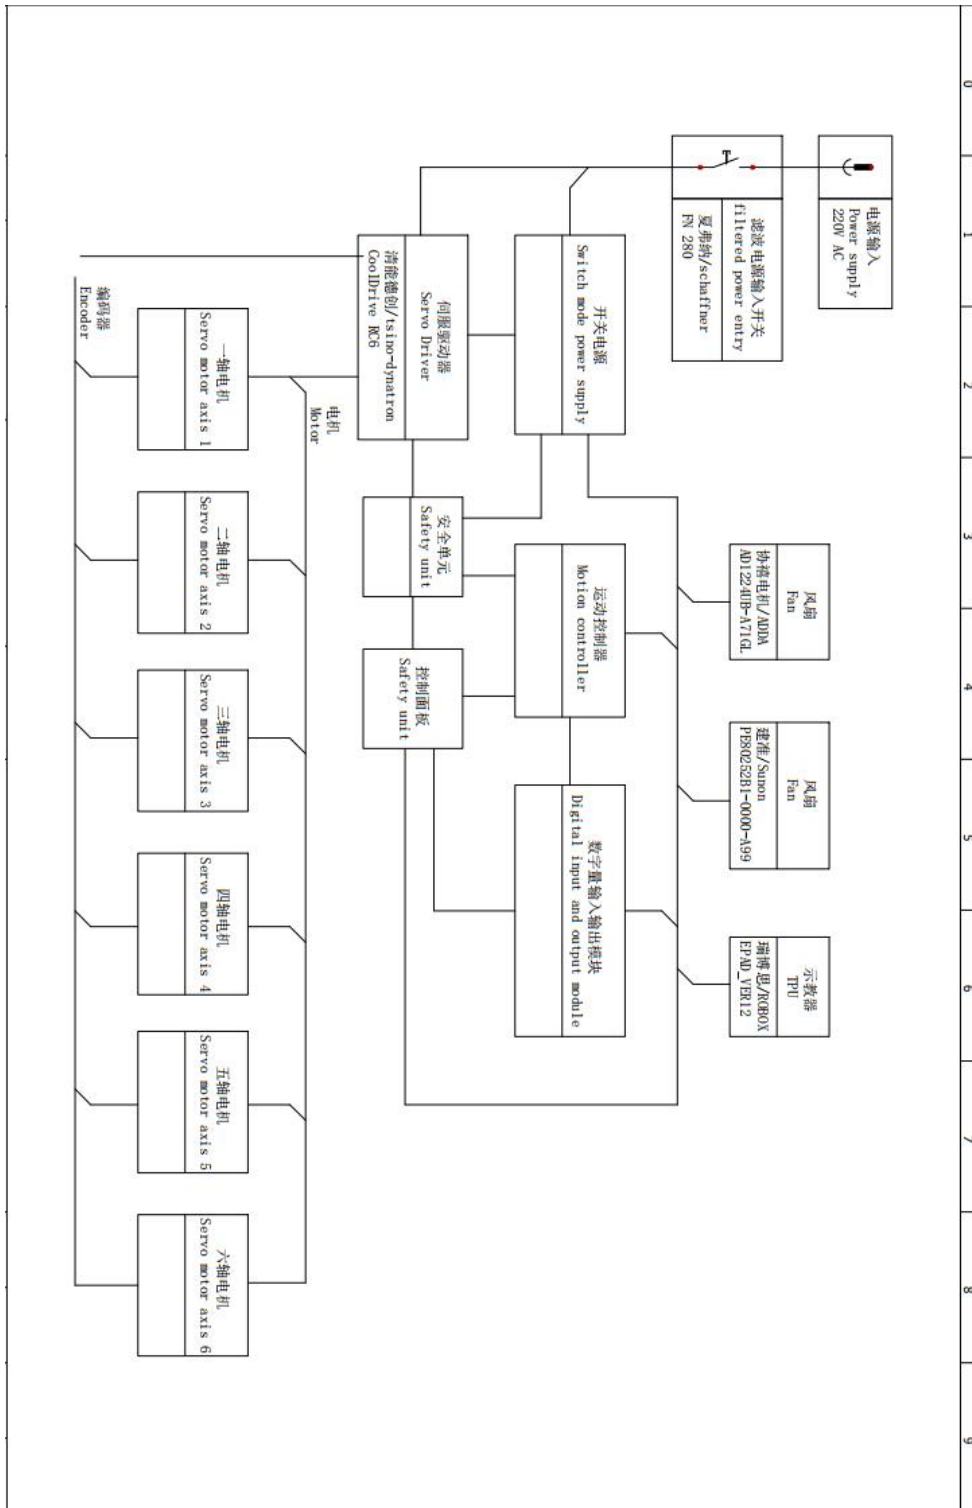 0
1
2
3
4
5
6
7
8
9
电源输入
Power supply
220V AC
滤波电源输入开关
filtered power entry
夏弗纳/schaffner
FN 280
风扇
Fan
协禧电机/ADDA
AD1224UB-A71GL
风扇
Fan
建准/Sunon
PE80252B1-0000-A99
示教器
TPU
瑞博思/ROBOX
EPAD_VER12
开关电源
Switch mode power supply
运动控制器
Motion controller
数字量输入输出模块
Digital input and output module
伺服驱动器
Servo Driver
清能德创/tsino-dynatron
CoolDrive RC6
安全单元
Safety unit
控制面板
Safety unit
电机
Motor
一轴电机
Servo motor axis 1
二轴电机
Servo motor axis 2
三轴电机
Servo motor axis 3
四轴电机
Servo motor axis 4
五轴电机
Servo motor axis 5
六轴电机
Servo motor axis 6
编码器
Encoder